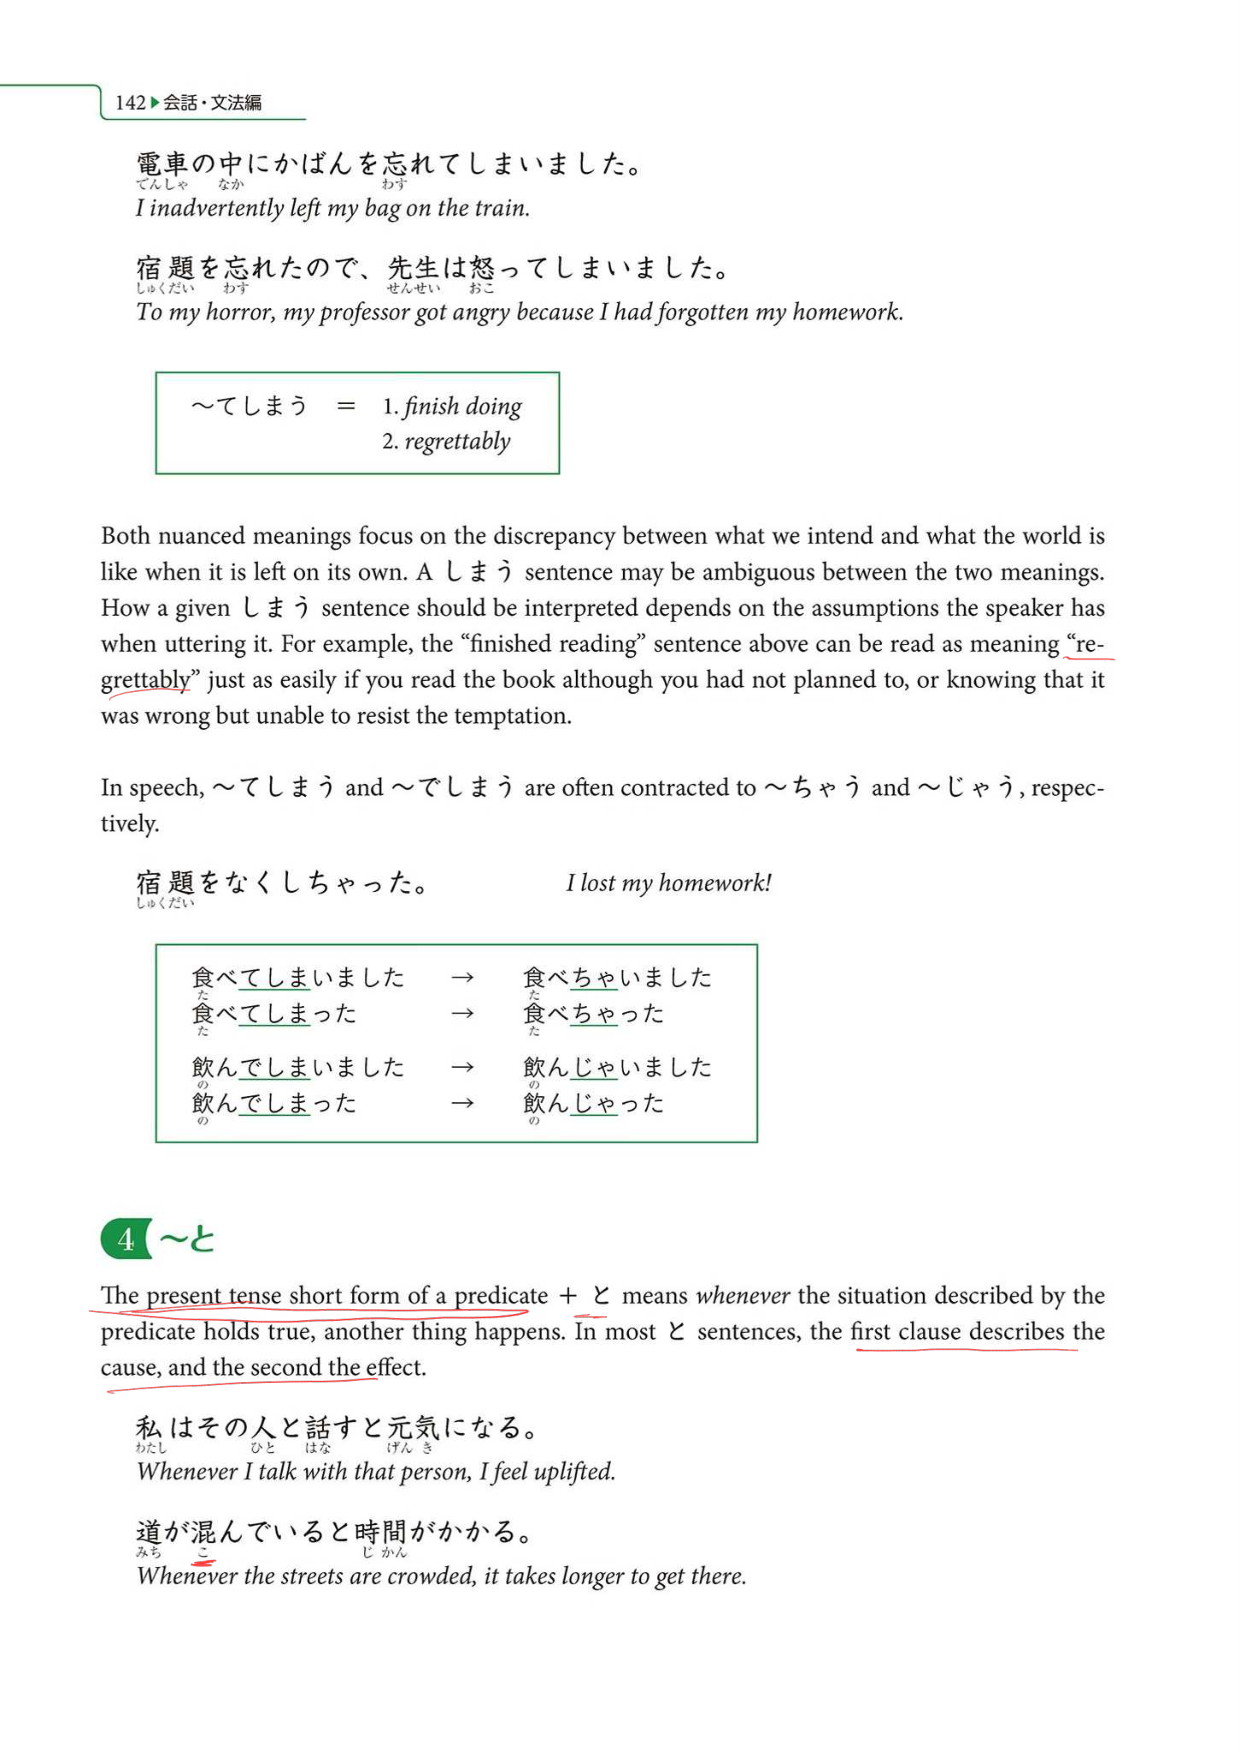 142▶会話・文法編
電車の中にかばんを忘れてしまいました。
でんしゃ なか わす
I inadvertently left my bag on the train.
宿題を忘れたので、先生は怒ってしまいました。
しゅくだい わす せんせい おこ
To my horror, my professor got angry because I had forgotten my homework.
〜てしまう = 1. finish doing
2. regrettably
Both nuanced meanings focus on the discrepancy between what we intend and what the world is
like when it is left on its own. A しまう sentence may be ambiguous between the two meanings.
How a given しまう sentence should be interpreted depends on the assumptions the speaker has
when uttering it. For example, the “finished reading” sentence above can be read as meaning “re-
grettably” just as easily if you read the book although you had not planned to, or knowing that it
was wrong but unable to resist the temptation.
In speech, 〜てしまう and 〜でしまう are often contracted to 〜ちゃう and 〜じゃう, respec-
tively.
宿題をなくしちゃった。 I lost my homework!
しゅくだい
食べてしまいました → 食べちゃいました
た た
食べてしまった → 食べちゃった
た た
飲んでしまいました → 飲んじゃいました
の の
飲んでしまった → 飲んじゃった
の の
4 〜と
The present tense short form of a predicate + と means whenever the situation described by the
predicate holds true, another thing happens. In most と sentences, the first clause describes the
cause, and the second the effect.
私はその人と話すと元気になる。
わたし ひと はな げん き
Whenever I talk with that person, I feel uplifted.
道が混んでいると時間がかかる。
みち こ じ かん
Whenever the streets are crowded, it takes longer to get there.